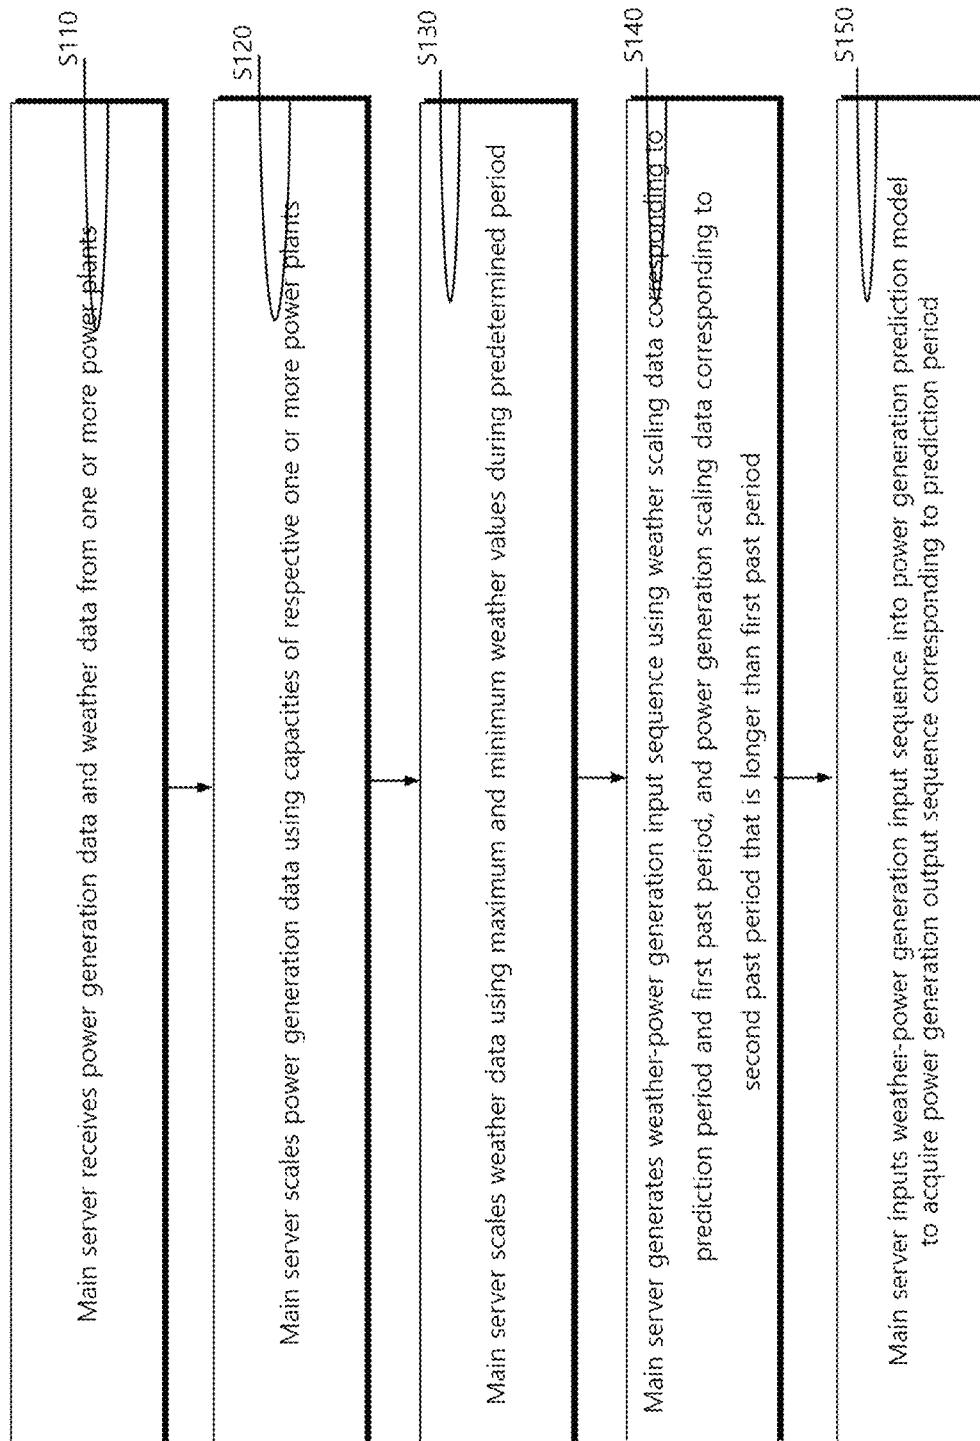 S110
Main server receives power generation data and weather data from one or more power plants
S120
Main server scales power generation data using capacities of respective one or more power plants
S130
Main server scales weather data using maximum and minimum weather values during predetermined period
S140
Main server generates weather-power generation input sequence using weather scaling data corresponding to
prediction period and first past period, and power generation scaling data corresponding to
second past period that is longer than first past period
S150
Main server inputs weather-power generation input sequence into power generation prediction model
to acquire power generation output sequence corresponding to prediction period